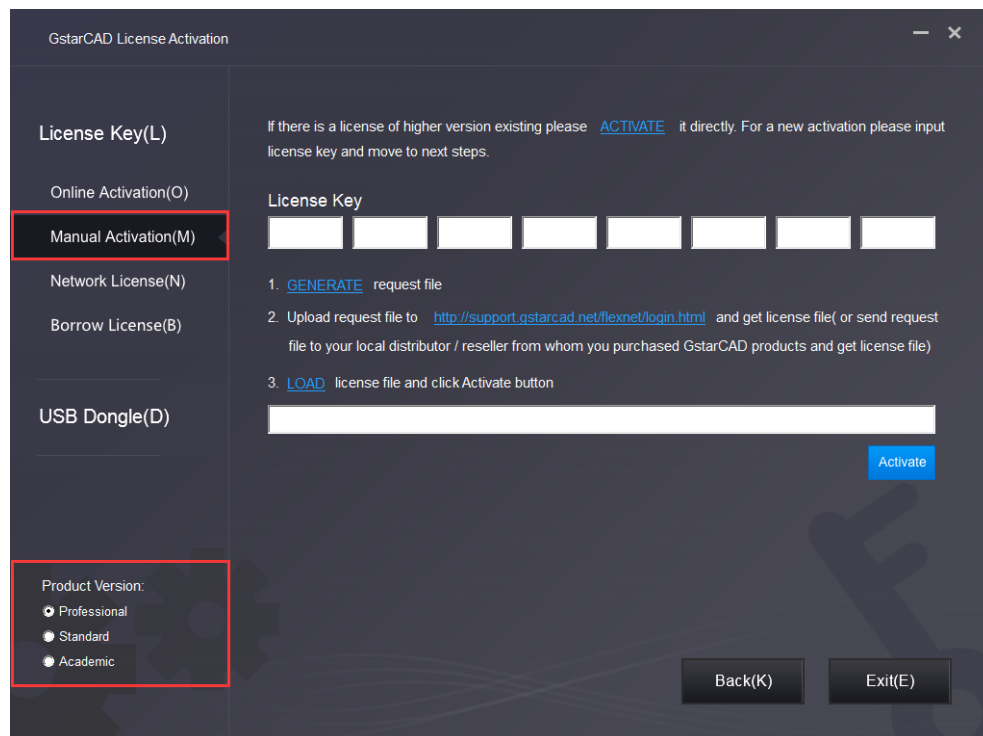 GstarCAD License Activation
License Key(L)
Online Activation(O)
Manual Activation(M)
Network License(N)
Borrow License(B)
USB Dongle(D)
Product Version:
Professional
Standard
Academic
If there is a license of higher version existing please ACTIVATE it directly. For a new activation please input
license key and move to next steps.
License Key
1. GENERATE request file
2. Upload request file to http://support.gstarcad.net/flexnet/login.html and get license file( or send request
file to your local distributor / reseller from whom you purchased GstarCAD products and get license file)
3. LOAD license file and click Activate button
Activate
Back(K) Exit(E)